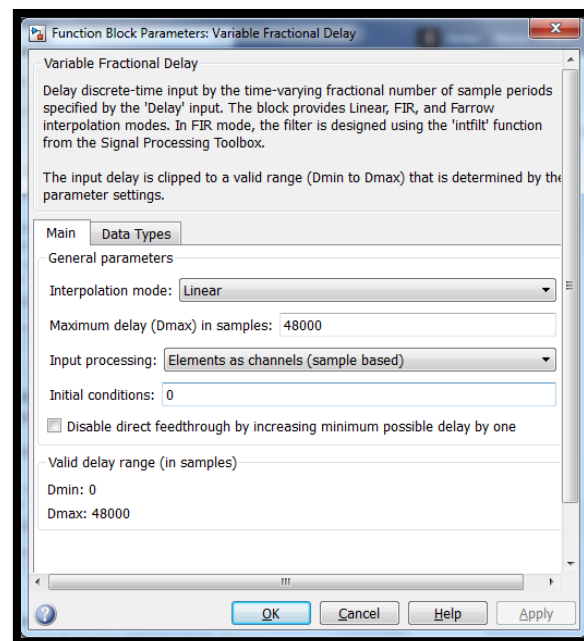 Function Block Parameters: Variable Fractional Delay
Variable Fractional Delay
Delay discrete-time input by the time-varying fractional number of sample periods
specified by the 'Delay' input. The block provides Linear, FIR, and Farrow
interpolation modes. In FIR mode, the filter is designed using the 'intfilt' function
from the Signal Processing Toolbox.
The input delay is clipped to a valid range (Dmin to Dmax) that is determined by the
parameter settings.
Main Data Types
General parameters
Interpolation mode: Linear
Maximum delay (Dmax) in samples: 48000
Input processing: Elements as channels (sample based)
Initial conditions: 0
Disable direct feedthrough by increasing minimum possible delay by one
Valid delay range (in samples)
Dmin: 0
Dmax: 48000
OK Cancel Help Apply